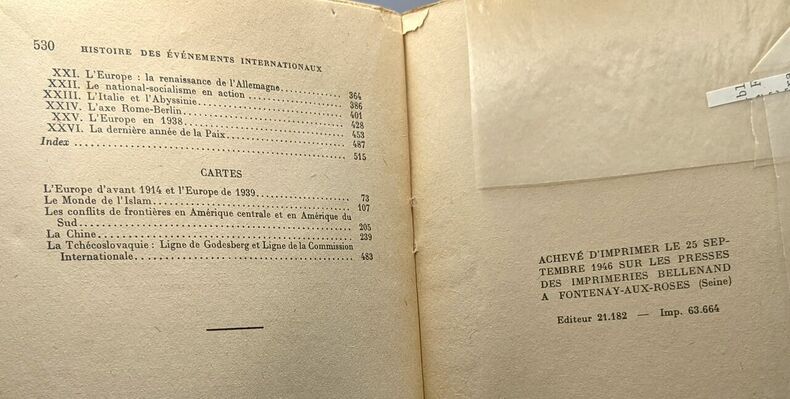 530 HISTOIRE DES ÉVÉNEMENTS INTERNATIONAUX
XXI. L'Europe : la renaissance de l'Allemagne 364
XXII. Le national-socialisme en action 386
XXIII. L'Italie et l'Abyssinie 401
XXIV. L'axe Rome-Berlin 428
XXV. L'Europe en 1938 453
XXVI. La dernière année de la Paix 487
Index 515
CARTES
L'Europe d'avant 1914 et l'Europe de 1939 73
Le Monde de l'Islam 107
Les conflits de frontières en Amérique centrale et en Amérique du
Sud 205
La Chine 239
La Tchécoslovaquie : Ligne de Godesberg et Ligne de la Commission
Internationale 483
ACHEVÉ D'IMPRIMER LE 25 SEP-
TEMBRE 1946 SUR LES PRESSES
DES IMPRIMERIES BELLENAND
A FONTENAY-AUX-ROSES (Seine)
Editeur 21.182 — Imp. 63.664